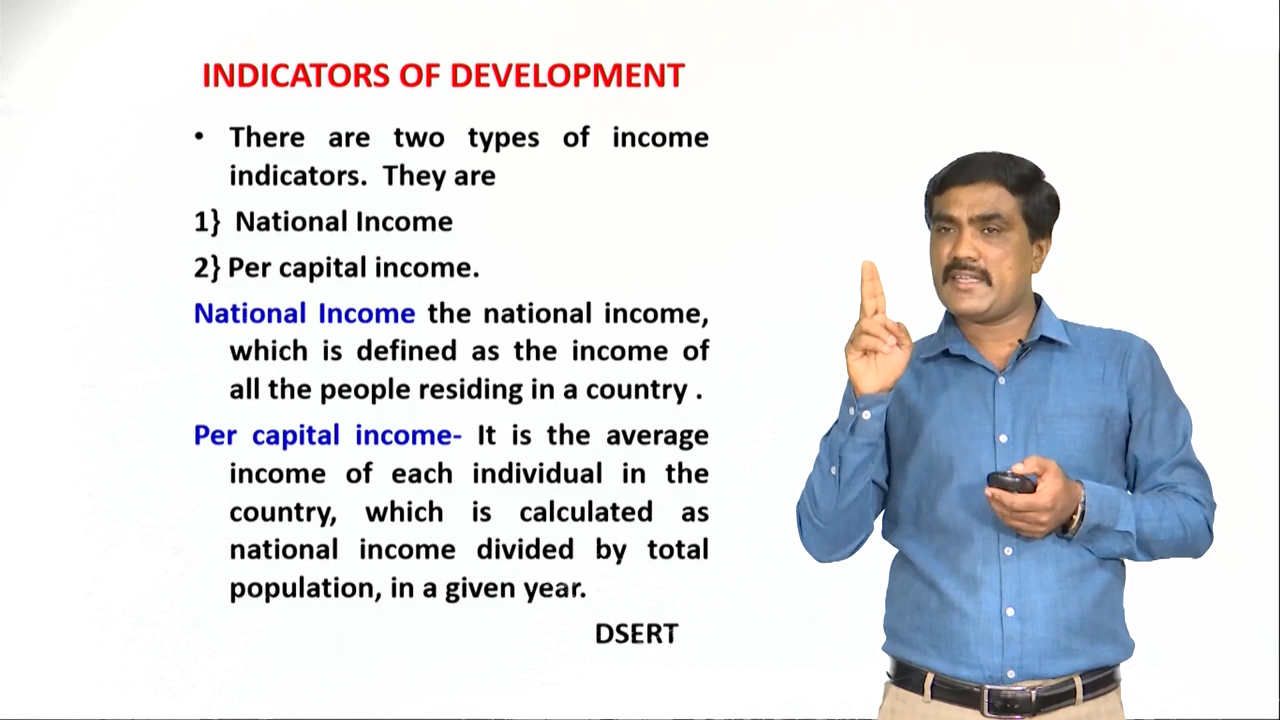 INDICATORS OF DEVELOPMENT
• There are two types of income
indicators. They are
1} National Income
2} Per capital income.
National Income the national income,
which is defined as the income of
all the people residing in a country .
Per capital income- It is the average
income of each individual in the
country, which is calculated as
national income divided by total
population, in a given year.
DSERT